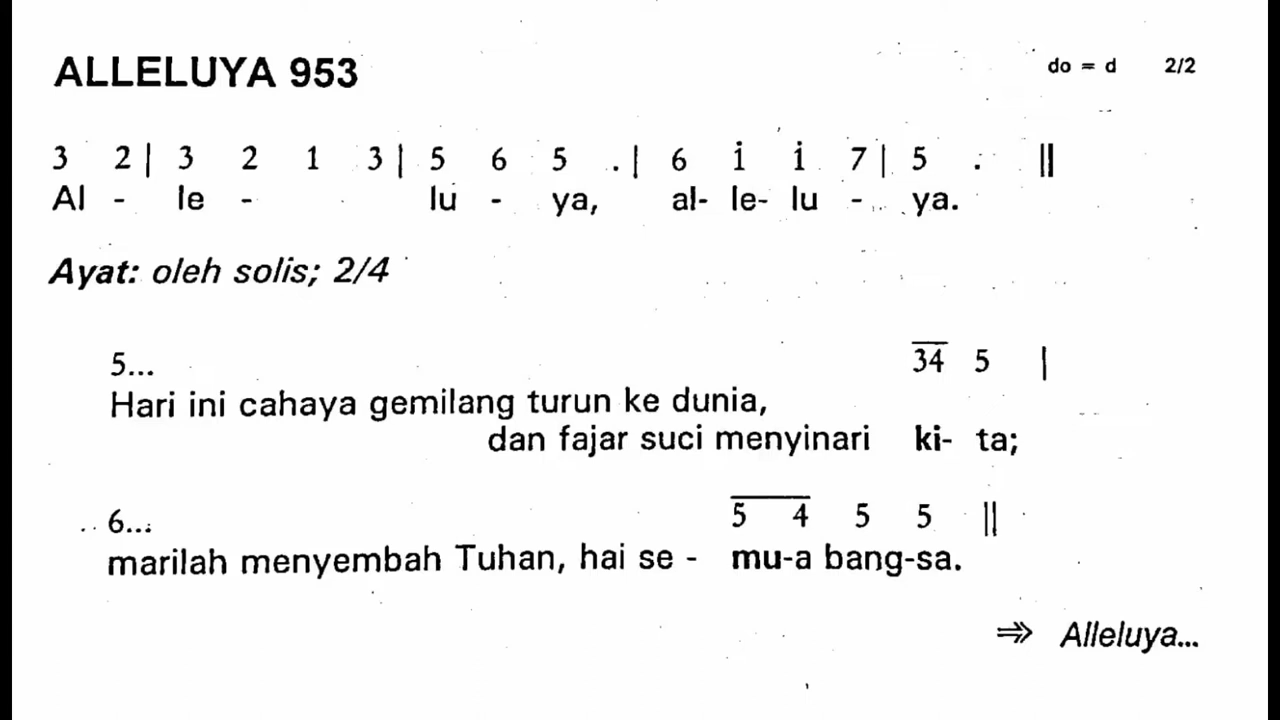 ALLELUYA 953 do = d 2/2
3 2 | 3 2 1 3 | 5 6 5 . | 6 i̇ i̇ 7 | 5 . ||
Al - le - lu - ya, al- le- lu - ya.
Ayat: oleh solis; 2/4
5... 34 5 |
Hari ini cahaya gemilang turun ke dunia,
dan fajar suci menyinari ki- ta;
6... 5 4 5 5 ||
marilah menyembah Tuhan, hai se - mu-a bang-sa.
⇒ Alleluya...